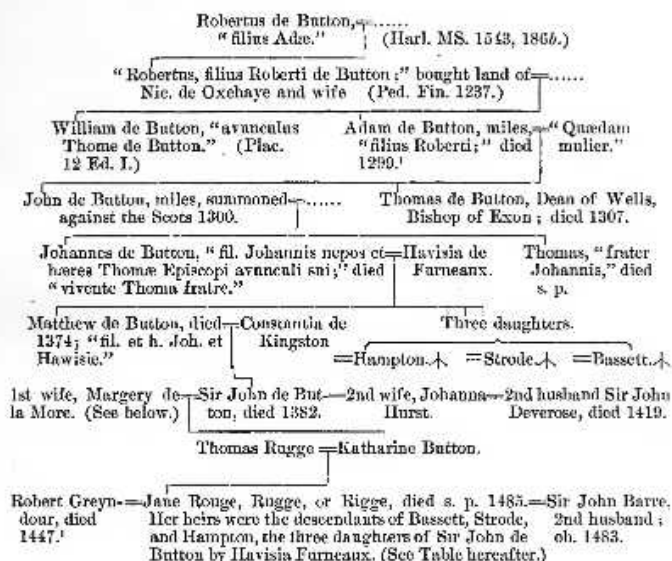 Robertus de Button, ......
"filius Adæ." (Harl. MS. 1543, 186b.)
"Robertus, filius Roberti de Button;" bought land of ......
Nic. de Oxehaye and wife (Ped. Fin. 1237.)
William de Button, "avunculus Adam de Button, miles, "Quædam
Thome de Button." (Plac. "filius Roberti;" died mulier."
12 Ed. I.) 1299.¹
John de Button, miles, summoned ...... Thomas de Button, Dean of Wells,
against the Scots 1300. Bishop of Exon; died 1307.
Johannes de Button, "fil. Johannis nepos et Havisia de Thomas, "frater
hæres Thomæ Episcopi avunculi sui;" died Furneaux. Johannis," died
"vivente Thoma fratre." s. p.
Matthew de Button, died Constantia de Three daughters.
1374; "fil. et h. Joh. et Kingston
Hawisie." =Hampton. =Strode. =Bassett.
1st wife, Margery de Sir John de But- 2nd wife, Johanna 2nd husband Sir John
la More. (See below.) ton, died 1382. Hurst. Deverose, died 1419.
Thomas Rugge = Katharine Button.
Robert Greyn- = Jane Rouge, Rugge, or Rigge, died s. p. 1485. = Sir John Barre,
dour, died Her heirs were the descendants of Bassett, Strode, 2nd husband;
1447.¹ and Hampton, the three daughters of Sir John de ob. 1483.
Button by Havisia Furneaux. (See Table hereafter.)